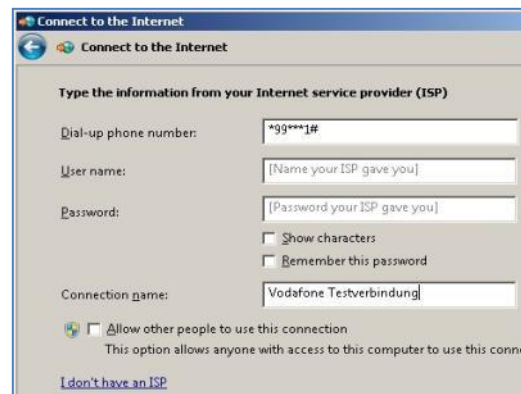 Connect to the Internet
Connect to the Internet
Type the information from your Internet service provider (ISP)
Dial-up phone number: *99***1#
User name: [Name your ISP gave you]
Password: [Password your ISP gave you]
Show characters
Remember this password
Connection name: Vodafone Testverbindung
Allow other people to use this connection
This option allows anyone with access to this computer to use this conne
I don't have an ISP